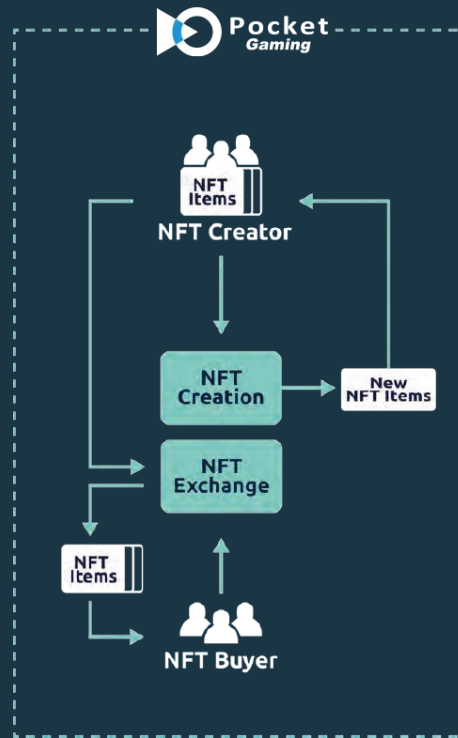 Pocket
Gaming
NFT
Items
NFT Creator
NFT
Creation
New
NFT Items
NFT
Exchange
NFT
Items
NFT Buyer